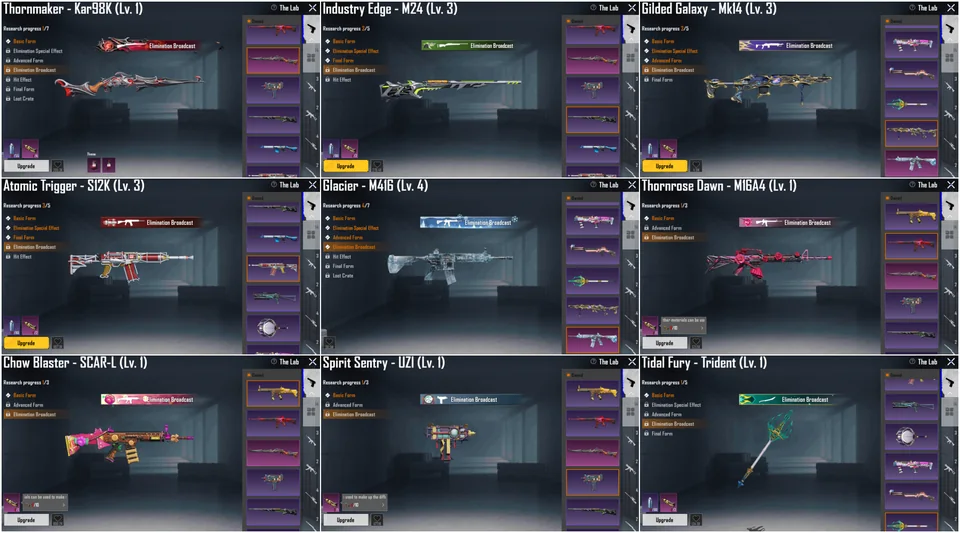 Thornmaker - Kar98K (Lv. 1)
The Lab
Research progress 1/7
Basic Form
Elimination Special Effect
Advanced Form
Elimination Broadcast
Hit Effect
Final Form
Loot Crate
Elimination Broadcast
Upgrade
Industry Edge - M24 (Lv. 3)
The Lab
Research progress 3/5
Basic Form
Elimination Special Effect
Final Form
Elimination Broadcast
Hit Effect
Elimination Broadcast
Upgrade
Gilded Galaxy - Mk14 (Lv. 3)
The Lab
Research progress 3/5
Basic Form
Elimination Special Effect
Advanced Form
Elimination Broadcast
Final Form
Elimination Broadcast
Upgrade
Atomic Trigger - S12K (Lv. 3)
The Lab
Research progress 3/5
Basic Form
Elimination Special Effect
Final Form
Elimination Broadcast
Hit Effect
Elimination Broadcast
Upgrade
Glacier - M416 (Lv. 4)
The Lab
Research progress 4/7
Basic Form
Elimination Special Effect
Advanced Form
Elimination Broadcast
Hit Effect
Final Form
Loot Crate
Elimination Broadcast
Thornrose Dawn - M16A4 (Lv. 1)
The Lab
Research progress 1/3
Basic Form
Advanced Form
Elimination Broadcast
Elimination Broadcast
Upgrade
Chow Blaster - SCAR-L (Lv. 1)
The Lab
Research progress 1/3
Basic Form
Advanced Form
Elimination Broadcast
Elimination Broadcast
Upgrade
Spirit Sentry - UZI (Lv. 1)
The Lab
Research progress 1/3
Basic Form
Advanced Form
Elimination Broadcast
Elimination Broadcast
Upgrade
Tidal Fury - Trident (Lv. 1)
The Lab
Research progress 1/5
Basic Form
Elimination Special Effect
Advanced Form
Elimination Broadcast
Final Form
Elimination Broadcast
Upgrade